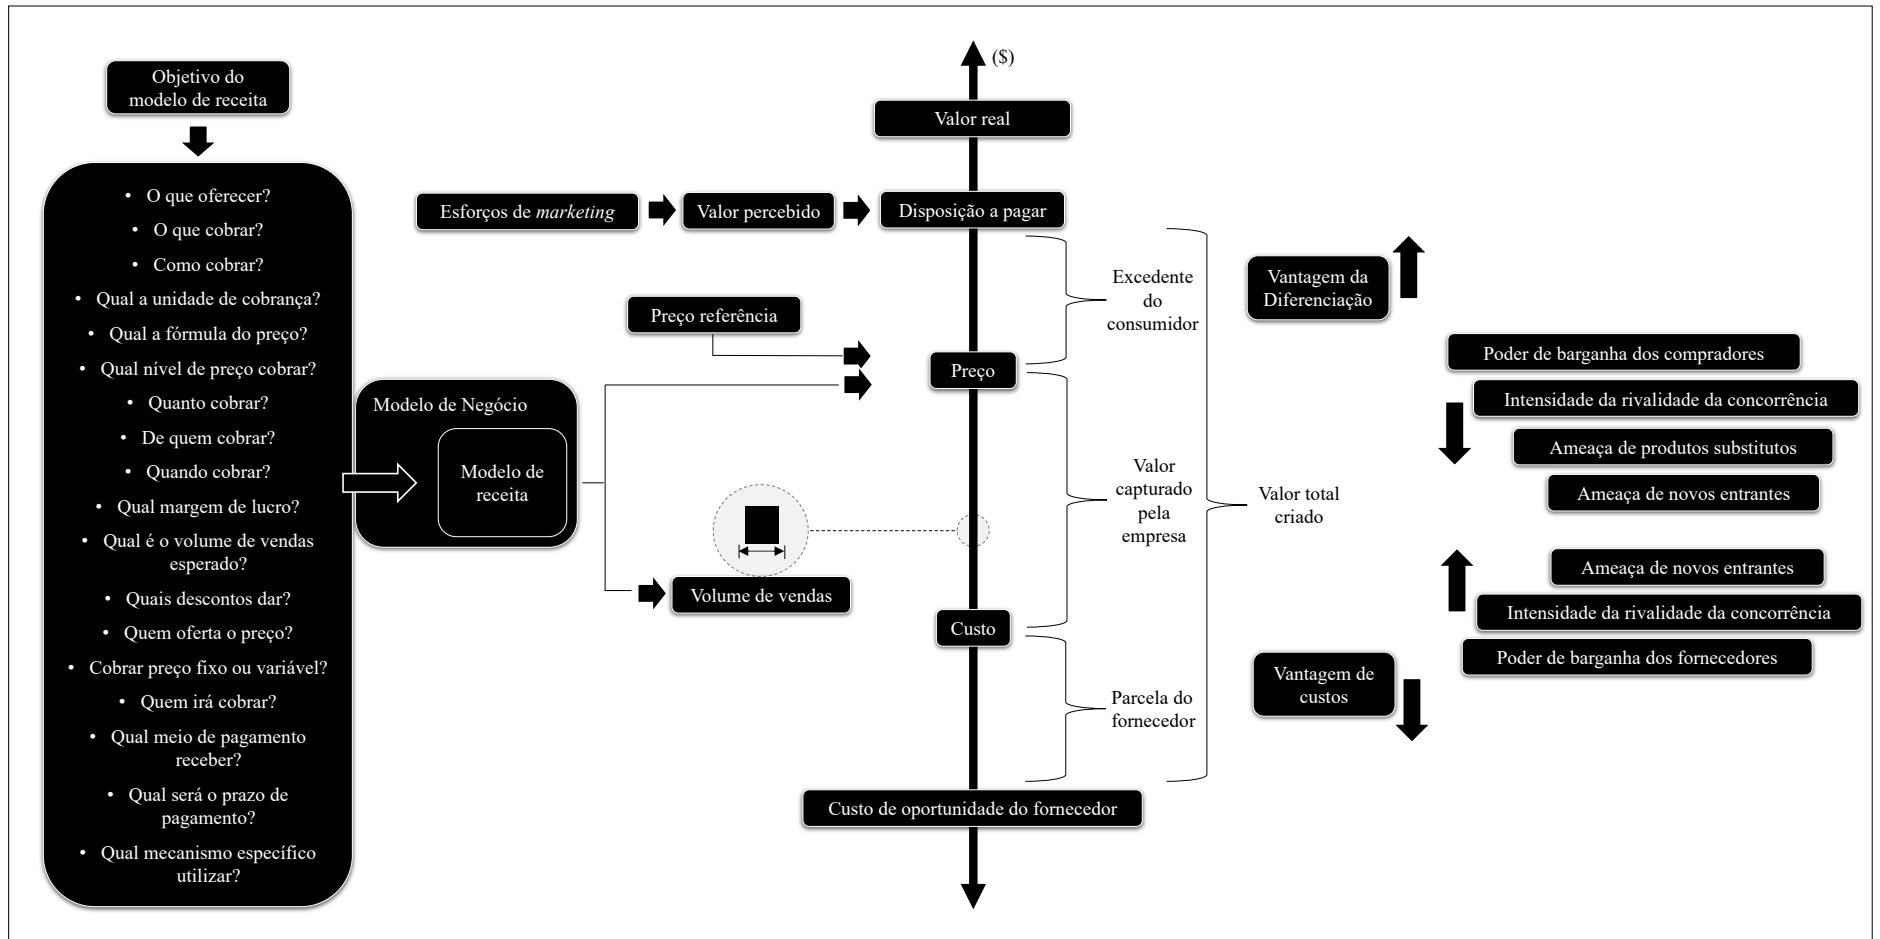 Objetivo do
modelo de receita
• O que oferecer?
• O que cobrar?
• Como cobrar?
• Qual a unidade de cobrança?
• Qual a fórmula do preço?
• Qual nível de preço cobrar?
• Quanto cobrar?
• De quem cobrar?
• Quando cobrar?
• Qual margem de lucro?
• Qual é o volume de vendas
esperado?
• Quais descontos dar?
• Quem oferta o preço?
• Cobrar preço fixo ou variável?
• Quem irá cobrar?
• Qual meio de pagamento
receber?
• Qual será o prazo de
pagamento?
• Qual mecanismo específico
utilizar?
Modelo de Negócio
Modelo de
receita
Esforços de marketing
Valor percebido
Disposição a pagar
Preço referência
Volume de vendas
($)
Valor real
Preço
Custo
Custo de oportunidade do fornecedor
Excedente
do
consumidor
Valor
capturado
pela
empresa
Parcela do
fornecedor
Valor total
criado
Vantagem da
Diferenciação
Poder de barganha dos compradores
Intensidade da rivalidade da concorrência
Ameaça de produtos substitutos
Ameaça de novos entrantes
Ameaça de novos entrantes
Intensidade da rivalidade da concorrência
Poder de barganha dos fornecedores
Vantagem de
custos